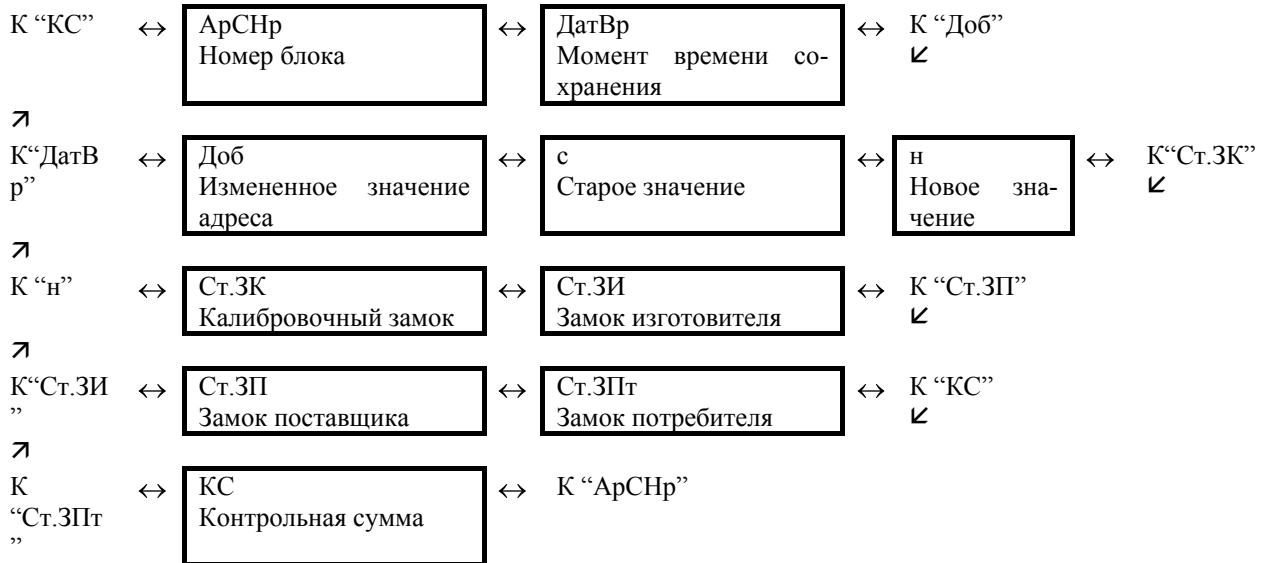 К “КС” ↔ АрСНр ↔ ДатВр ↔ К “Доб”
Номер блока Момент времени со- ↙
хранения
↗
К“ДатВ ↔ Доб ↔ с ↔ н ↔ К“Ст.ЗК”
р” Измененное значение Старое значение Новое зна- ↙
адреса чение
↗
К “н” ↔ Ст.ЗК ↔ Ст.ЗИ ↔ К “Ст.ЗП”
Калибровочный замок Замок изготовителя ↙
↗
К“Ст.ЗИ ↔ Ст.ЗП ↔ Ст.ЗПт ↔ К “КС”
” Замок поставщика Замок потребителя ↙
↗
К ↔ КС ↔ К “АрСНр”
“Ст.ЗПт Контрольная сумма
”